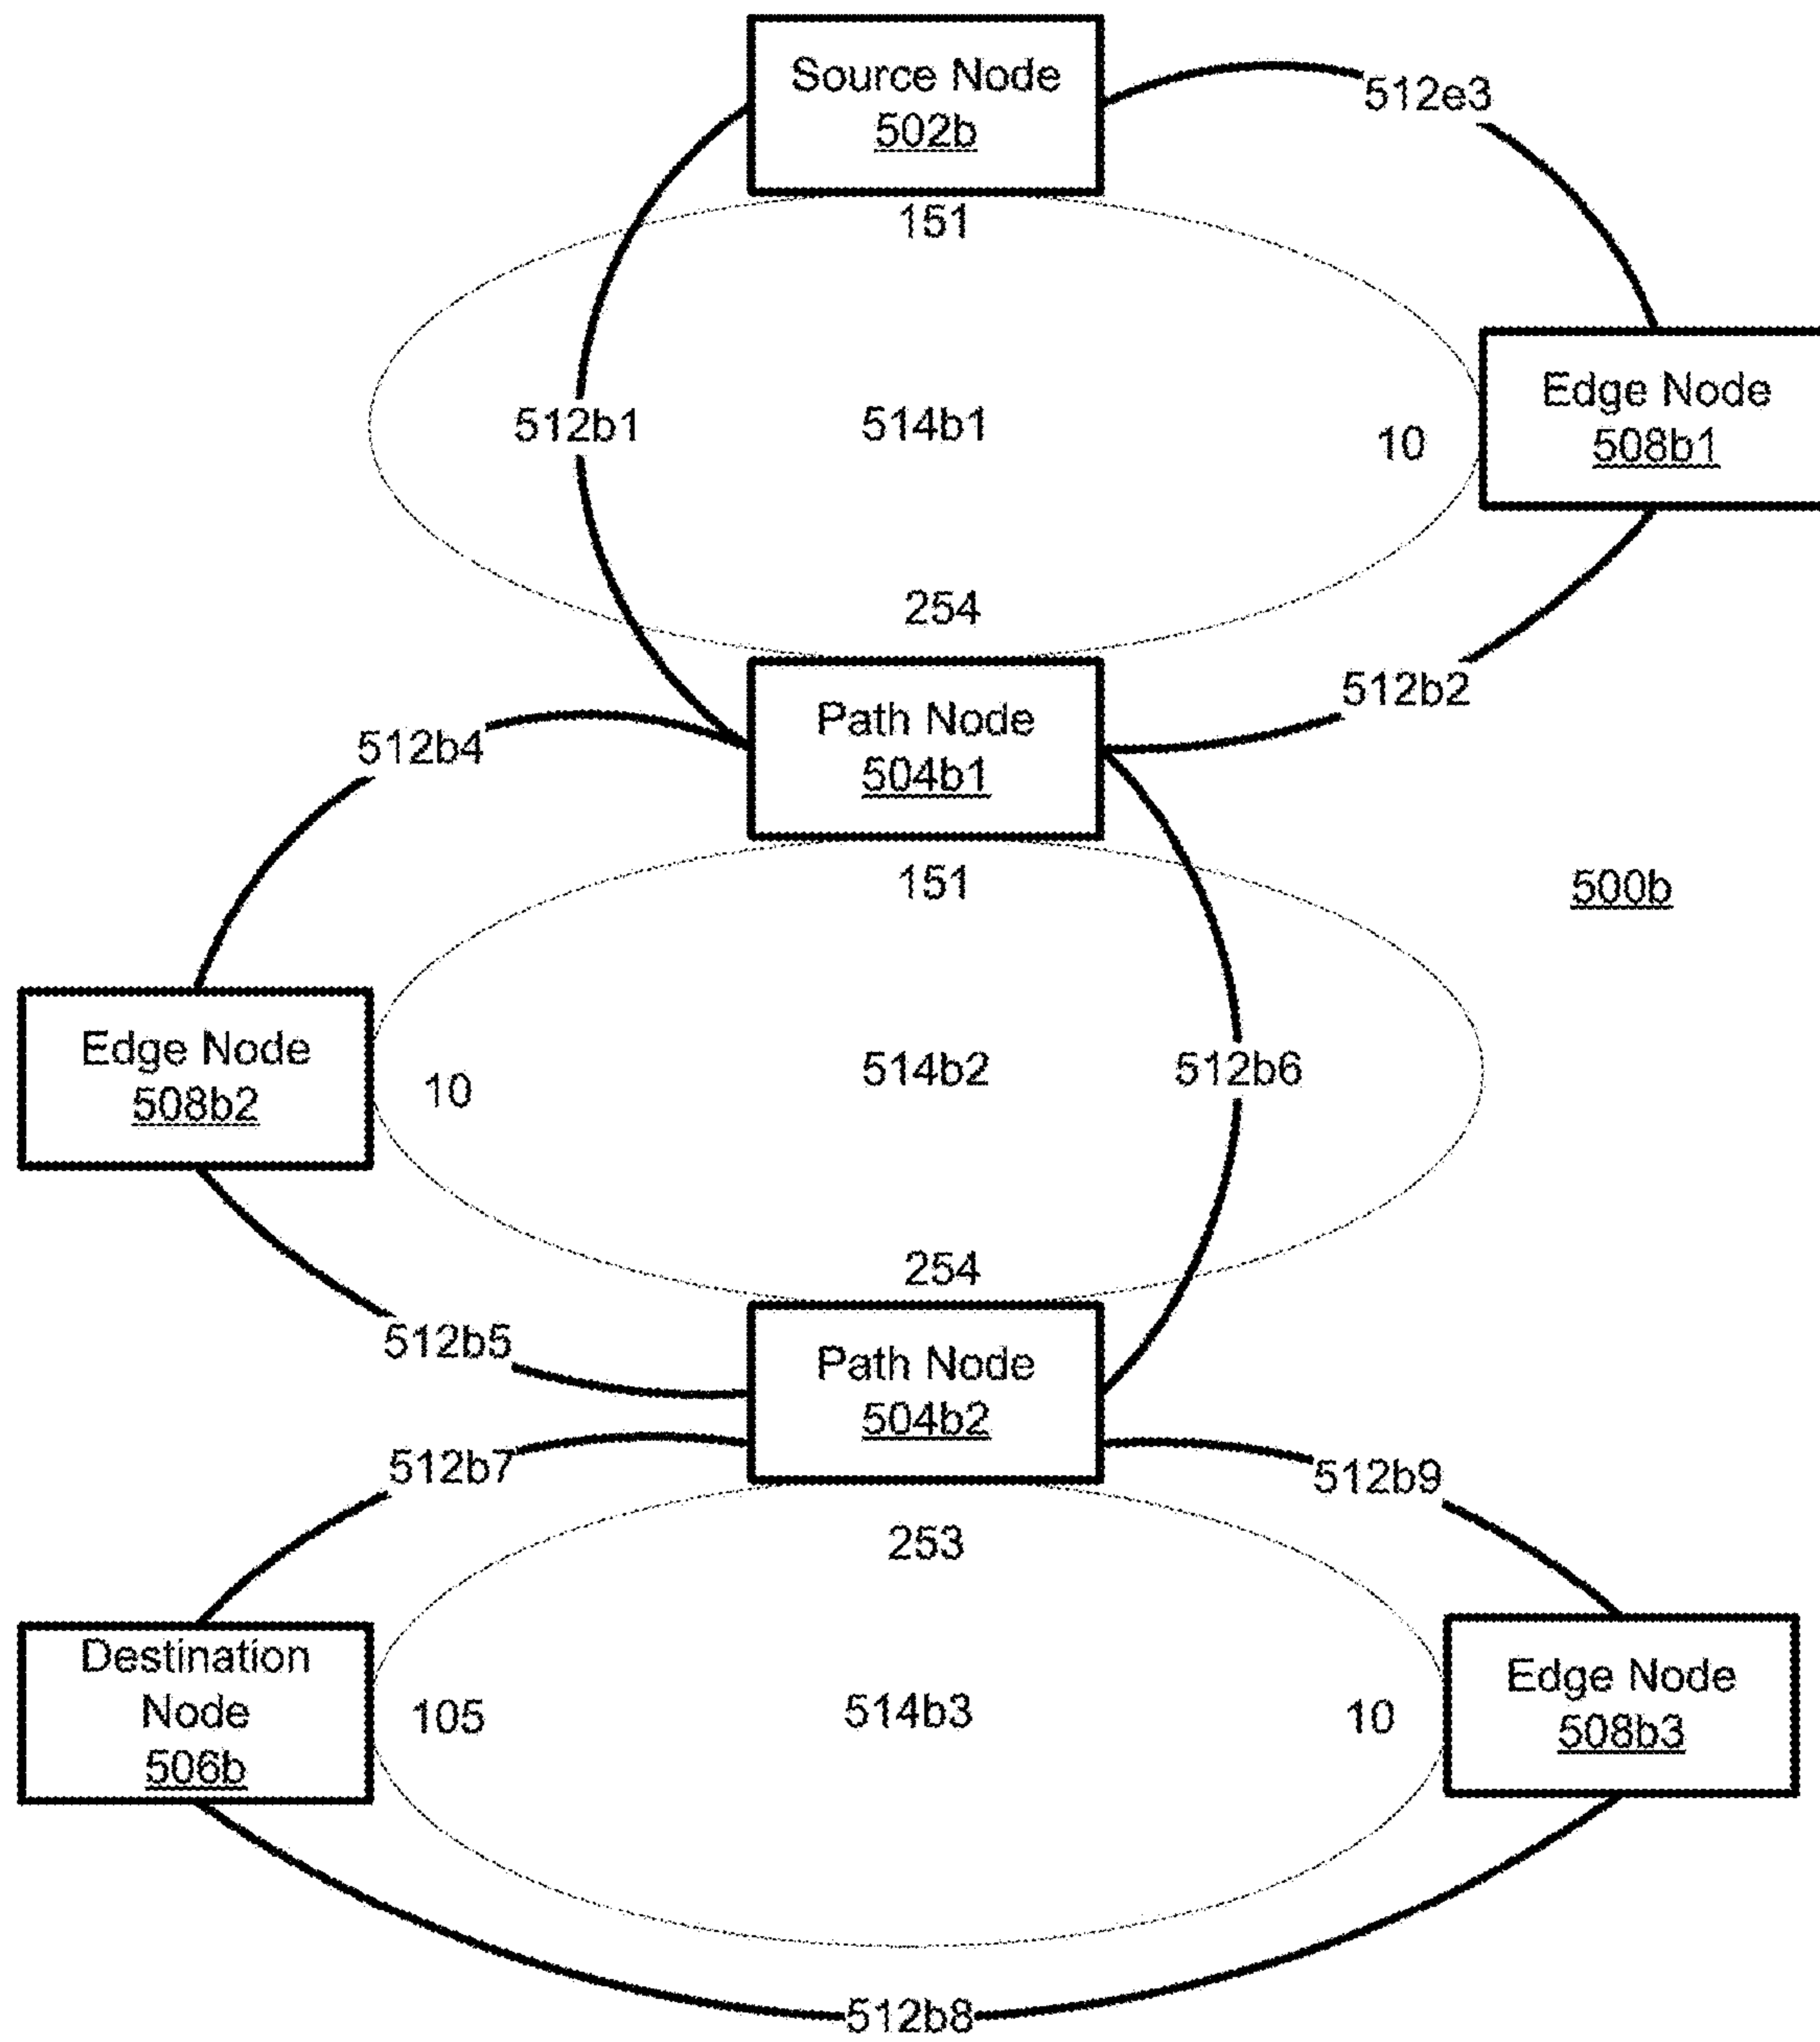 Source Node
502b
512e3
151
512b1
514b1
10
Edge Node
508b1
254
512b2
512b4
Path Node
504b1
151
500b
Edge Node
508b2
10
514b2
512b6
254
512b5
Path Node
504b2
512b7
512b9
253
Destination
Node
506b
105
514b3
10
Edge Node
508b3
512b8